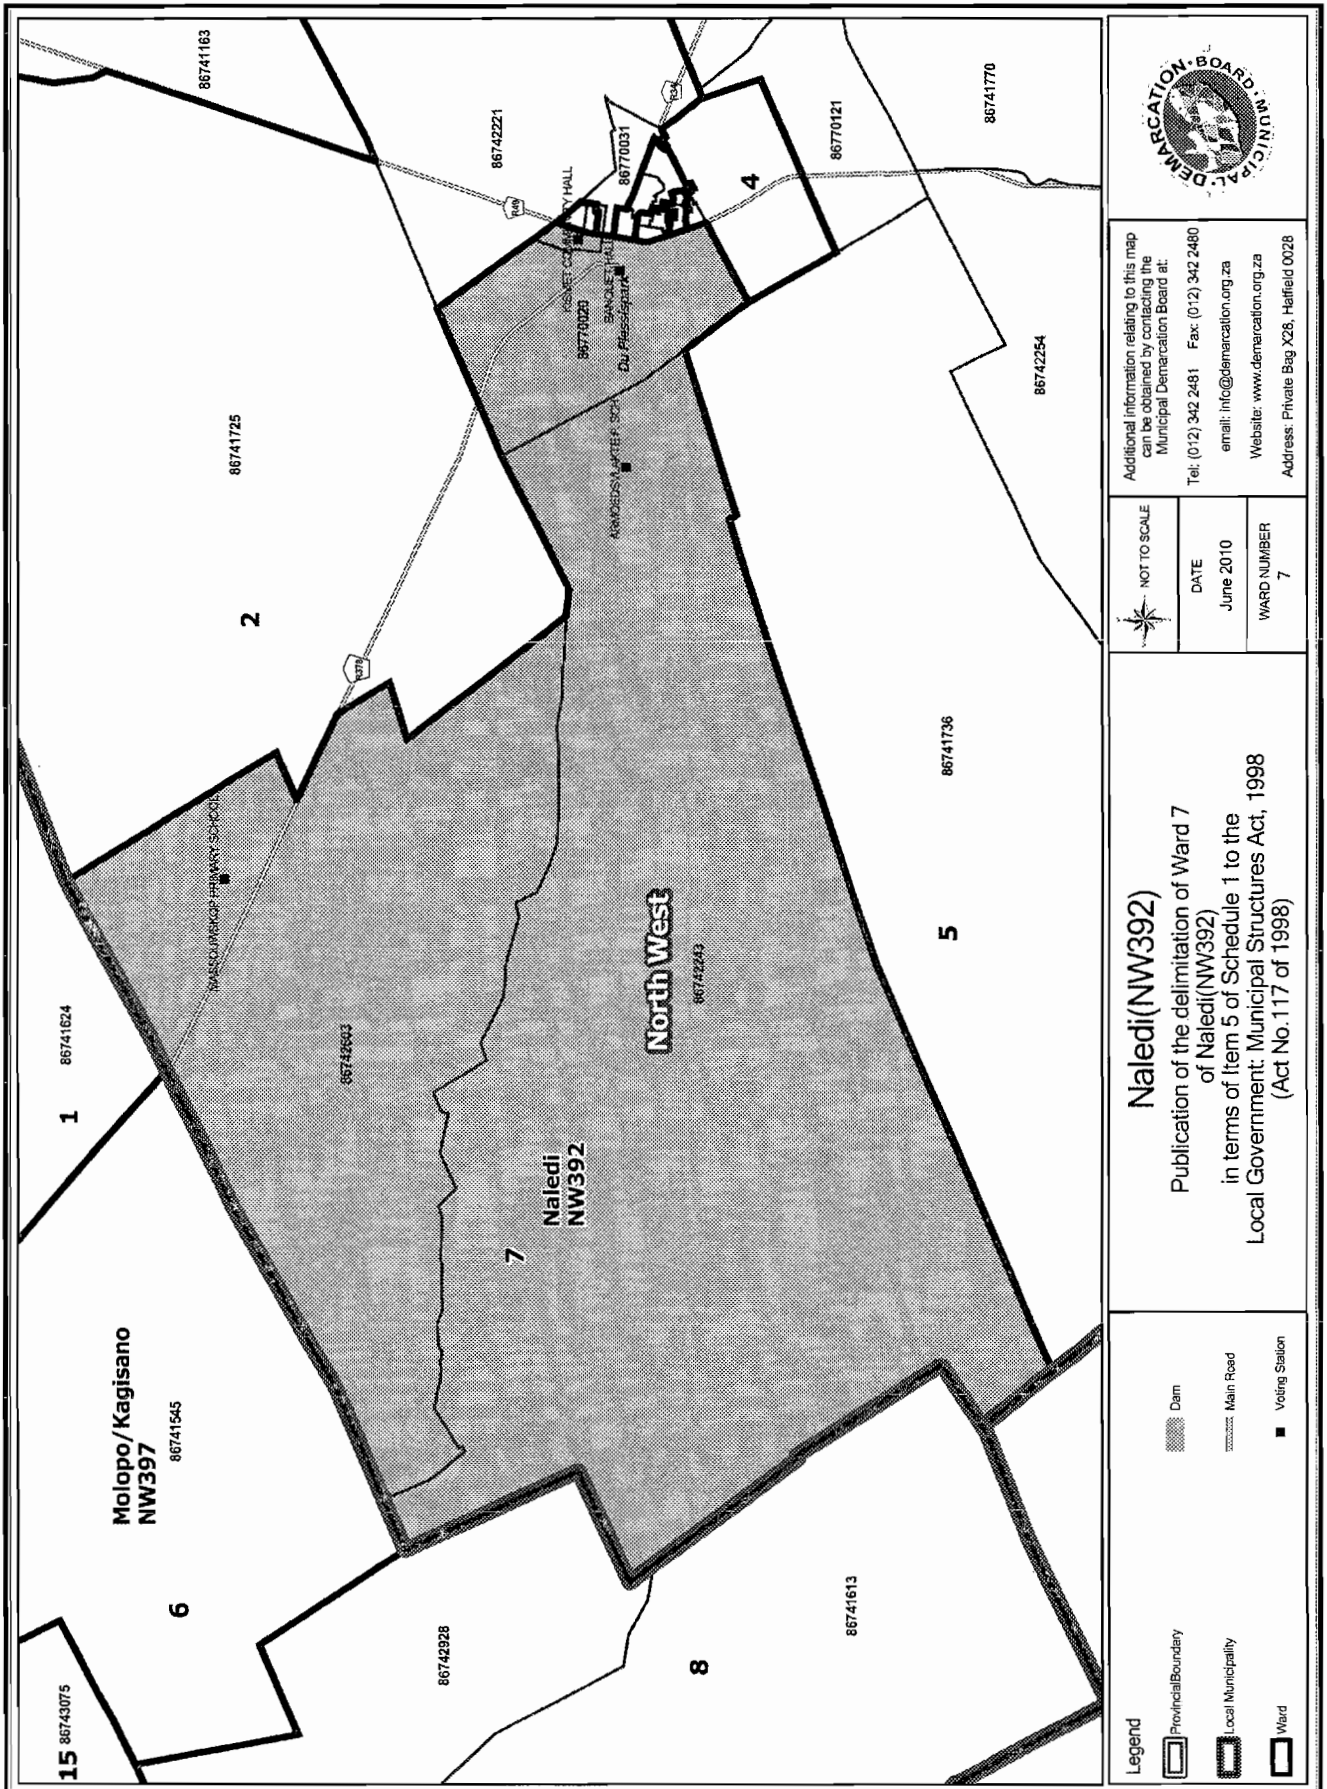 15
86743075
6
Molopo/Kagisano
NW397
86741545
1
86741624
2
86741725
86741163
86742928
8
86741613
MASSOUWSKOP PRIMARY SCHOOL
86742603
7
Naledi
NW392
North West
86742243
5
86741736
R378
R49
R34
86742221
KISMET COMMUNITY HALL
86770031
86770020
BANQUET HALL
Du Plessispark
ARMOEDSVLAKTE P. SCH
4
86770121
86741770
86742254
Legend
ProvincialBoundary
Local Municipality
Ward
Dam
Main Road
Voting Station
Naledi(NW392)
Publication of the delimitation of Ward 7
of Naledi(NW392)
in terms of Item 5 of Schedule 1 to the
Local Government: Municipal Structures Act, 1998
(Act No.117 of 1998)
NOT TO SCALE
DATE
June 2010
WARD NUMBER
7
Additional information relating to this map
can be obtained by contacting the
Municipal Demarcation Board at:
Tel: (012) 342 2481 Fax: (012) 342 2480
email: info@demarcation.org.za
Website: www.demarcation.org.za
Address: Private Bag X28, Hatfield 0028
DEMARCATION·BOARD·MUNICIPAL·